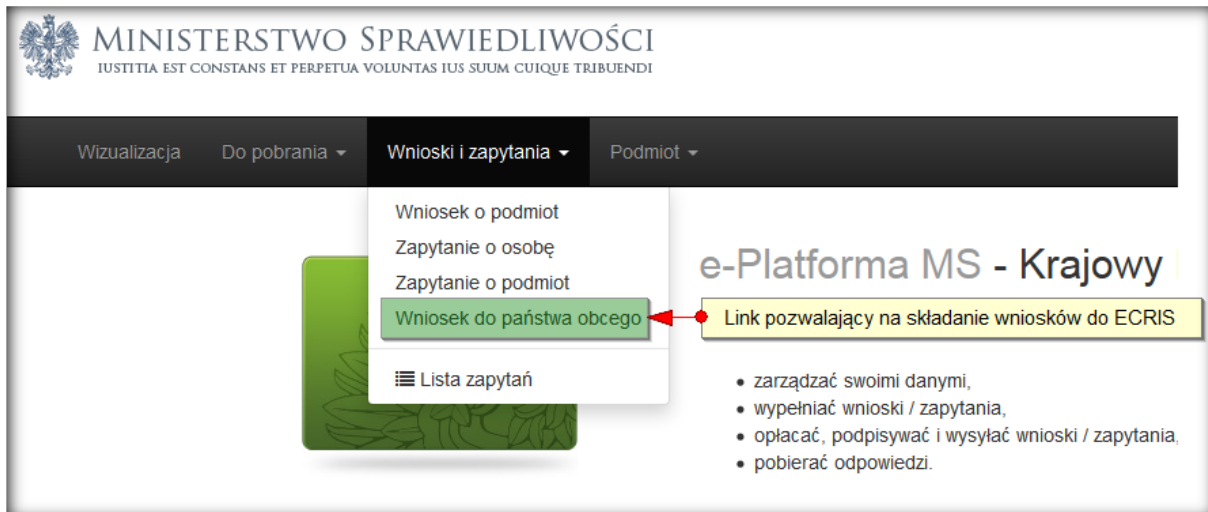 MINISTERSTWO SPRAWIEDLIWOŚCI
IUSTITIA EST CONSTANS ET PERPETUA VOLUNTAS IUS SUUM CUIQUE TRIBUENDI
Wizualizacja Do pobrania Wnioski i zapytania Podmiot
Wniosek o podmiot
Zapytanie o osobę
Zapytanie o podmiot
Wniosek do państwa obcego
Lista zapytań
e-Platforma MS - Krajowy
Link pozwalający na składanie wniosków do ECRIS
• zarządzać swoimi danymi,
• wypełniać wnioski / zapytania,
• opłacać, podpisywać i wysyłać wnioski / zapytania,
• pobierać odpowiedzi.